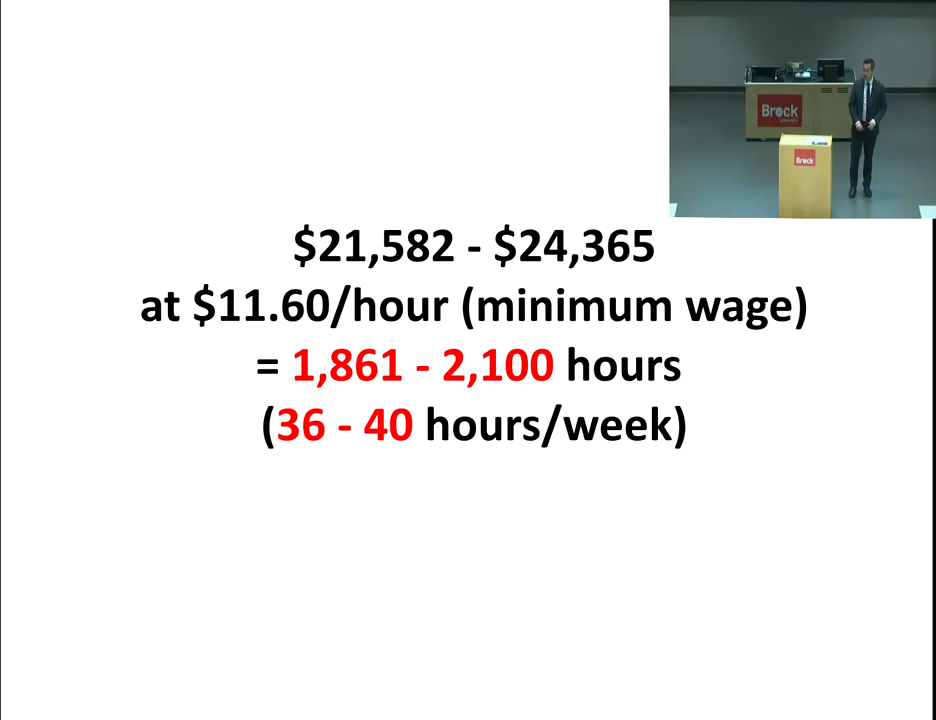 Brock
Brock
$21,582 - $24,365
at $11.60/hour (minimum wage)
= 1,861 - 2,100 hours
(36 - 40 hours/week)